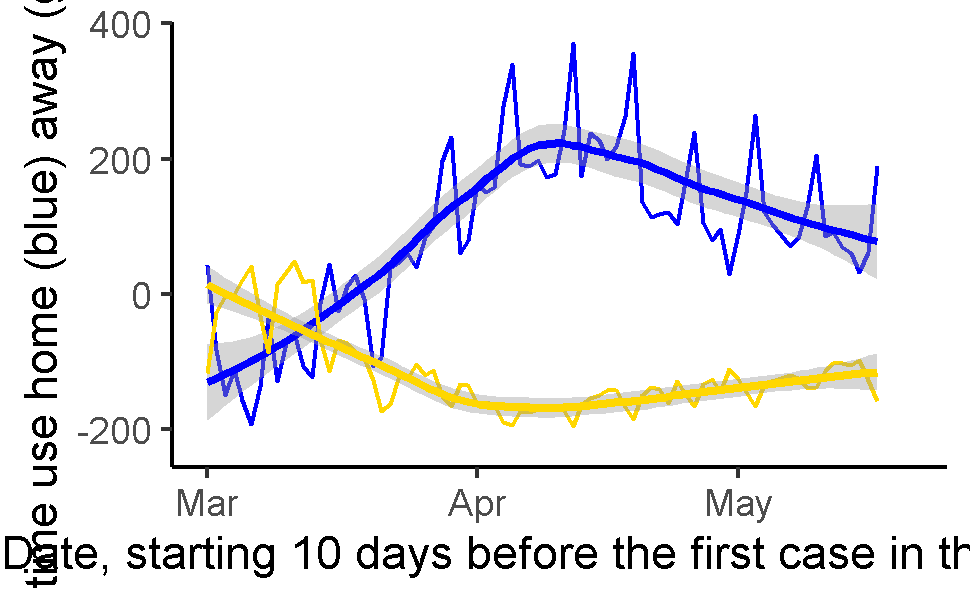 time use home (blue) away (
400
200
0
-200
Mar Apr May
Date, starting 10 days before the first case in th